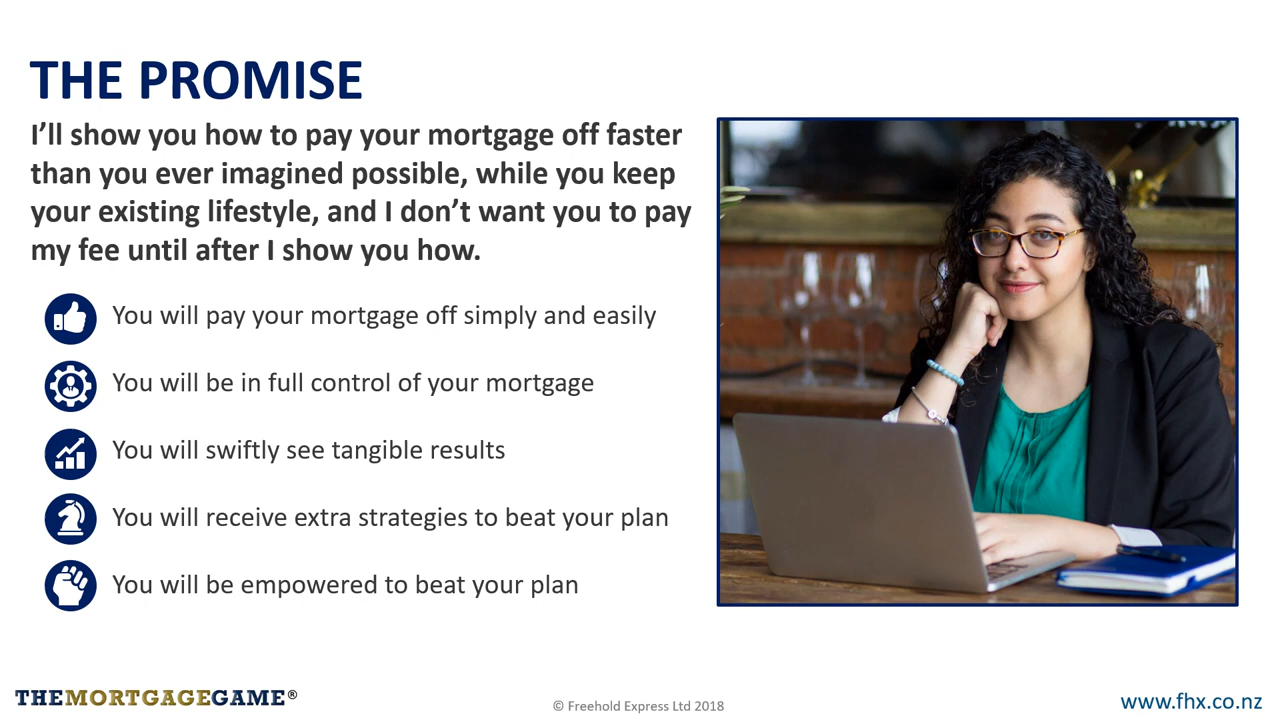 THE PROMISE
I’ll show you how to pay your mortgage off faster
than you ever imagined possible, while you keep
your existing lifestyle, and I don’t want you to pay
my fee until after I show you how.
You will pay your mortgage off simply and easily
You will be in full control of your mortgage
You will swiftly see tangible results
You will receive extra strategies to beat your plan
You will be empowered to beat your plan
THEMORTGAGEGAME®
© Freehold Express Ltd 2018
www.fhx.co.nz